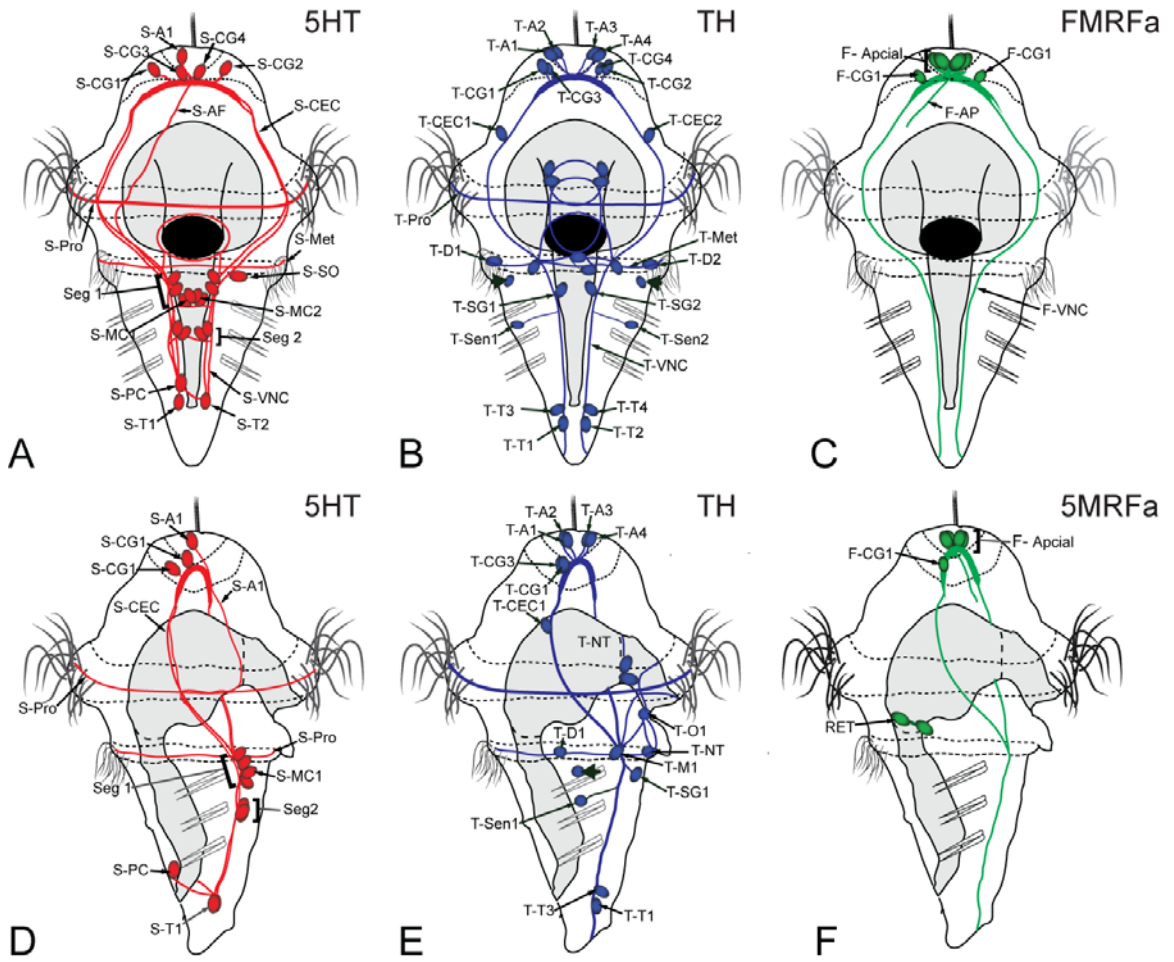 5HT
S-A1
S-CG4
S-CG3
S-CG2
S-CG1
S-CEC
S-AF
S-Pro
S-Met
S-SO
Seg 1
S-MC2
S-MC1
Seg 2
S-PC
S-VNC
S-T1
S-T2
A
TH
T-A2
T-A3
T-A1
T-A4
T-CG4
T-CG1
T-CG2
T-CG3
T-CEC1
T-CEC2
T-Pro
T-D1
T-Met
T-D2
T-SG1
T-SG2
T-Sen1
T-Sen2
T-VNC
T-T3
T-T4
T-T1
T-T2
B
FMRFa
F- Apcial
F-CG1
F-CG1
F-AP
F-VNC
C
5HT
S-A1
S-CG1
S-CG1
S-A1
S-CEC
S-Pro
S-Pro
Seg 1
S-MC1
Seg2
S-PC
S-T1
D
TH
T-A2
T-A3
T-A1
T-A4
T-CG3
T-CG1
T-CEC1
T-NT
T-O1
T-D1
T-NT
T-M1
T-SG1
T-Sen1
T-T3
T-T1
E
5MRFa
F- Apcial
F-CG1
RET
F